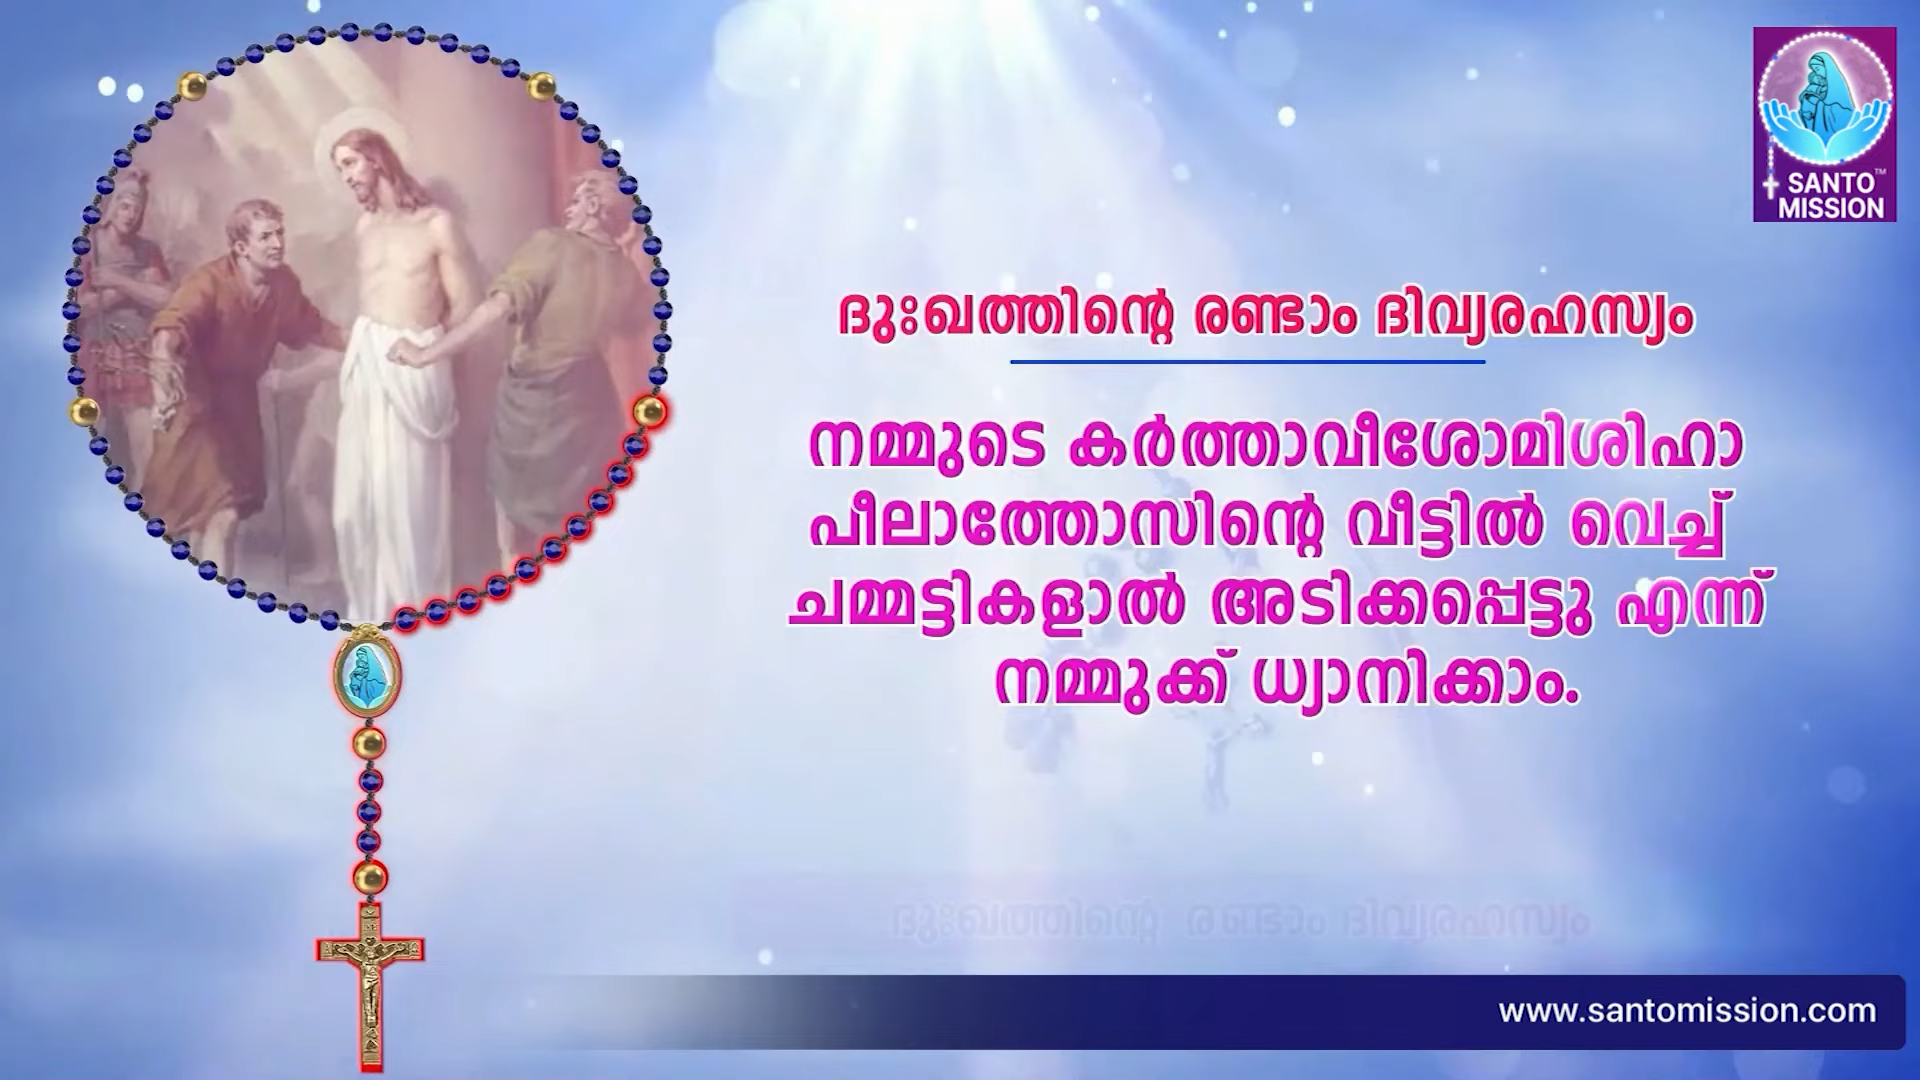 SANTO™
MISSION
ദുഃഖത്തിന്റെ രണ്ടാം ദിവ്യരഹസ്യം
നമ്മുടെ കർത്താവീശോമിശിഹാ
പീലാത്തോസിന്റെ വീട്ടിൽ വെച്ച്
ചമ്മട്ടികളാൽ അടിക്കപ്പെട്ടു എന്ന്
നമ്മുക്ക് ധ്യാനിക്കാം.
ദുഃഖത്തിന്റെ രണ്ടാം ദിവ്യരഹസ്യം
www.santomission.com